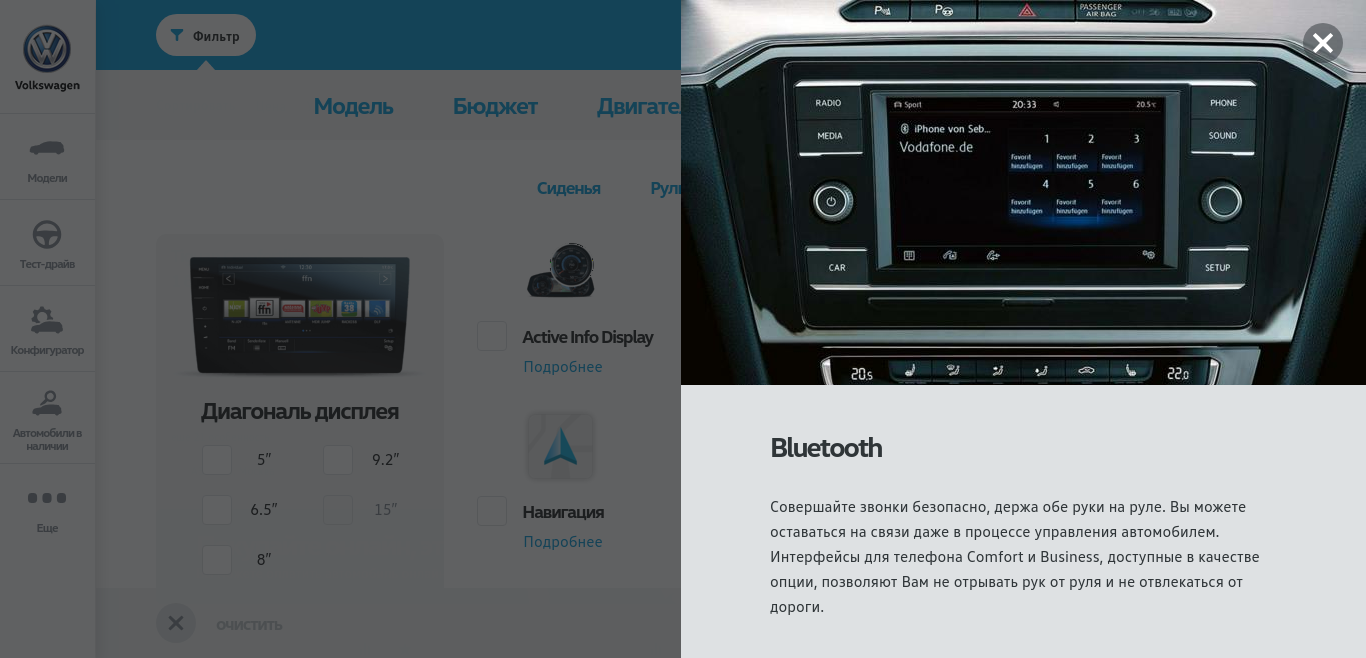 Volkswagen
Модели
Тест-драйв
Конфигуратор
Автомобили в
наличии
Еще
Фильтр
Модель
Бюджет
Двигател
Сиденья
Рул
Диагональ дисплея
5″
9.2″
6.5″
15″
8″
Active Info Display
Подробнее
Навигация
Подробнее
ОЧИСТИТЬ
PASSENGER
AIR BAG
RADIO
MEDIA
CAR
PHONE
SOUND
SETUP
Sport
20:33
20.5°C
iPhone von Seb...
Vodafone.de
1 2 3
Favorit Favorit Favorit
hinzufügen hinzufügen hinzufügen
4 5 6
Favorit Favorit Favorit
hinzufügen hinzufügen hinzufügen
20.5
22.0
Bluetooth
Совершайте звонки безопасно, держа обе руки на руле. Вы можете
оставаться на связи даже в процессе управления автомобилем.
Интерфейсы для телефона Comfort и Business, доступные в качестве
опции, позволяют Вам не отрывать рук от руля и не отвлекаться от
дороги.